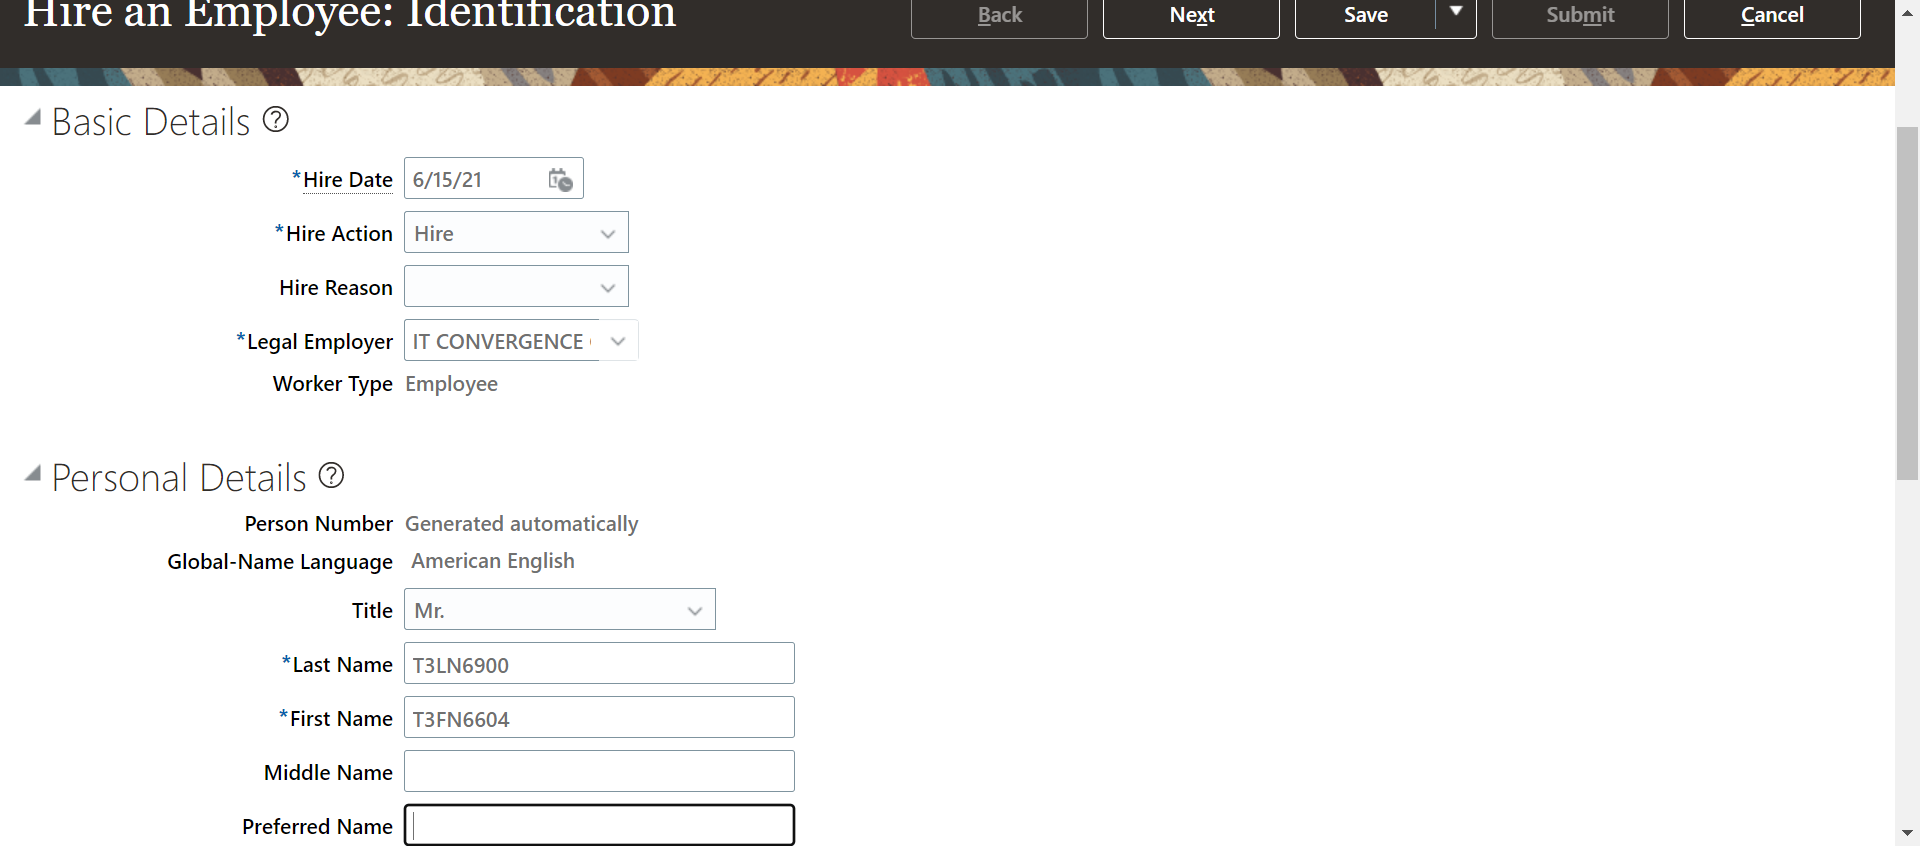 Hire an Employee: Identification
Back Next Save Submit Cancel
Basic Details
*Hire Date 6/15/21
*Hire Action Hire
Hire Reason
*Legal Employer IT CONVERGENCE
Worker Type Employee
Personal Details
Person Number Generated automatically
Global-Name Language American English
Title Mr.
*Last Name T3LN6900
*First Name T3FN6604
Middle Name
Preferred Name